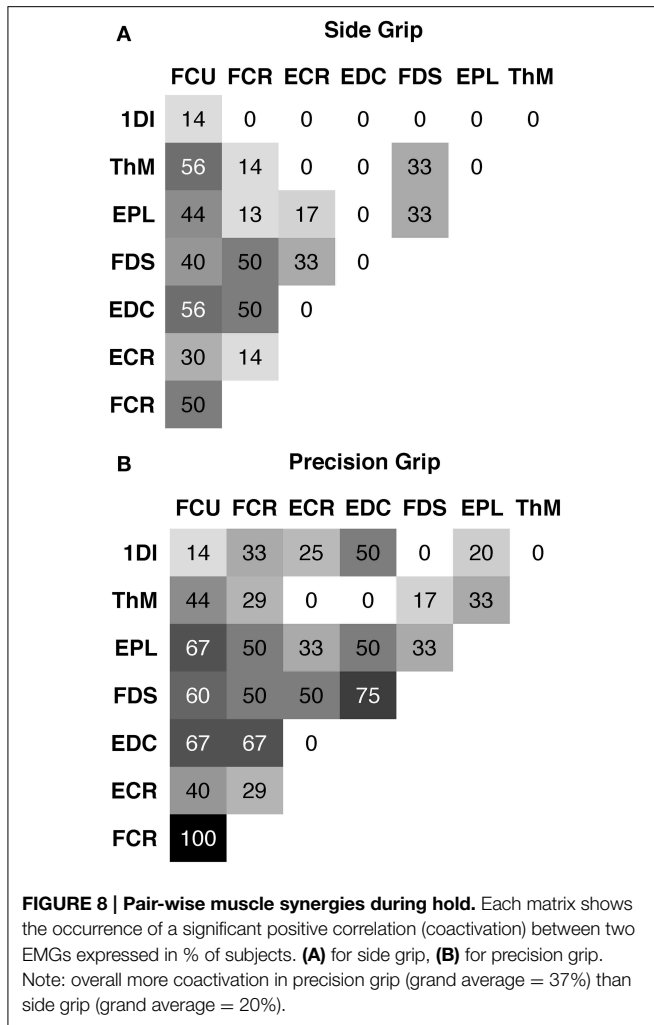 A Side Grip
FCU FCR ECR EDC FDS EPL ThM
1DI 14 0 0 0 0 0 0
ThM 56 14 0 0 33 0
EPL 44 13 17 0 33
FDS 40 50 33 0
EDC 56 50 0
ECR 30 14
FCR 50
B Precision Grip
FCU FCR ECR EDC FDS EPL ThM
1DI 14 33 25 50 0 20 0
ThM 44 29 0 0 17 33
EPL 67 50 33 50 33
FDS 60 50 50 75
EDC 67 67 0
ECR 40 29
FCR 100
FIGURE 8 | Pair-wise muscle synergies during hold. Each matrix shows
the occurrence of a significant positive correlation (coactivation) between two
EMGs expressed in % of subjects. (A) for side grip, (B) for precision grip.
Note: overall more coactivation in precision grip (grand average = 37%) than
side grip (grand average = 20%).